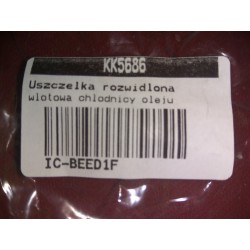 KK5686
Uszczelka rozwidlona
wlotowa chlodnicy oleju
IC-BEED1F